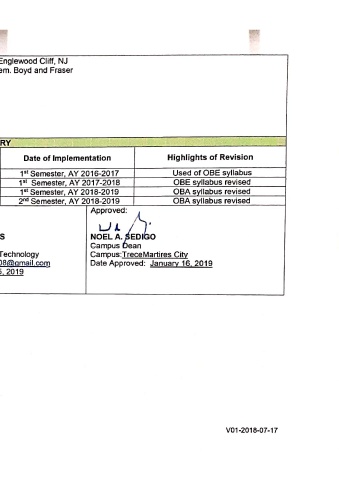 Englewood Cliff, NJ
em. Boyd and Fraser
RY
Date of Implementation Highlights of Revision
1st Semester, AY 2016-2017 Used of OBE syllabus
1st Semester, AY 2017-2018 OBE syllabus revised
1st Semester, AY 2018-2019 OBA syllabus revised
2nd Semester, AY 2018-2019 OBA syllabus revised
Approved:
S NOEL A. SEDIGO
Campus Dean
Technology Campus:TreceMartires City
08@gmail.com Date Approved: January 16, 2019
, 2019
V01-2018-07-17